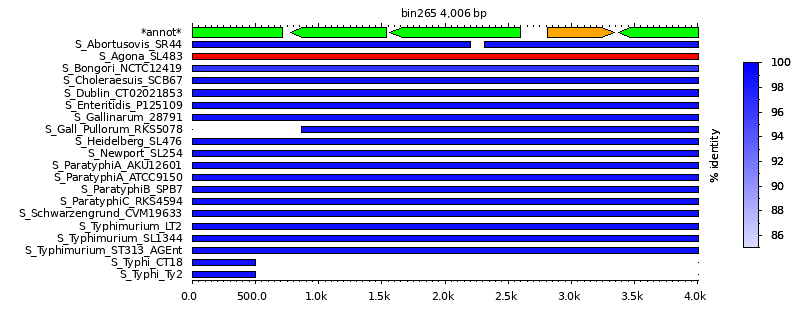 bin265 4,006 bp
*annot*
S_Abortusovis_SR44
S_Agona_SL483
S_Bongori_NCTC12419
S_Choleraesuis_SCB67
S_Dublin_CT02021853
S_Enteritidis_P125109
S_Gallinarum_28791
S_Gall_Pullorum_RKS5078
S_Heidelberg_SL476
S_Newport_SL254
S_ParatyphiA_AKU12601
S_ParatyphiA_ATCC9150
S_ParatyphiB_SPB7
S_ParatyphiC_RKS4594
S_Schwarzengrund_CVM19633
S_Typhimurium_LT2
S_Typhimurium_SL1344
S_Typhimurium_ST313_AGEnt
S_Typhi_CT18
S_Typhi_Ty2
0.0 500.0 1.0k 1.5k 2.0k 2.5k 3.0k 3.5k 4.0k
% identity
100
98
96
94
92
90
88
86